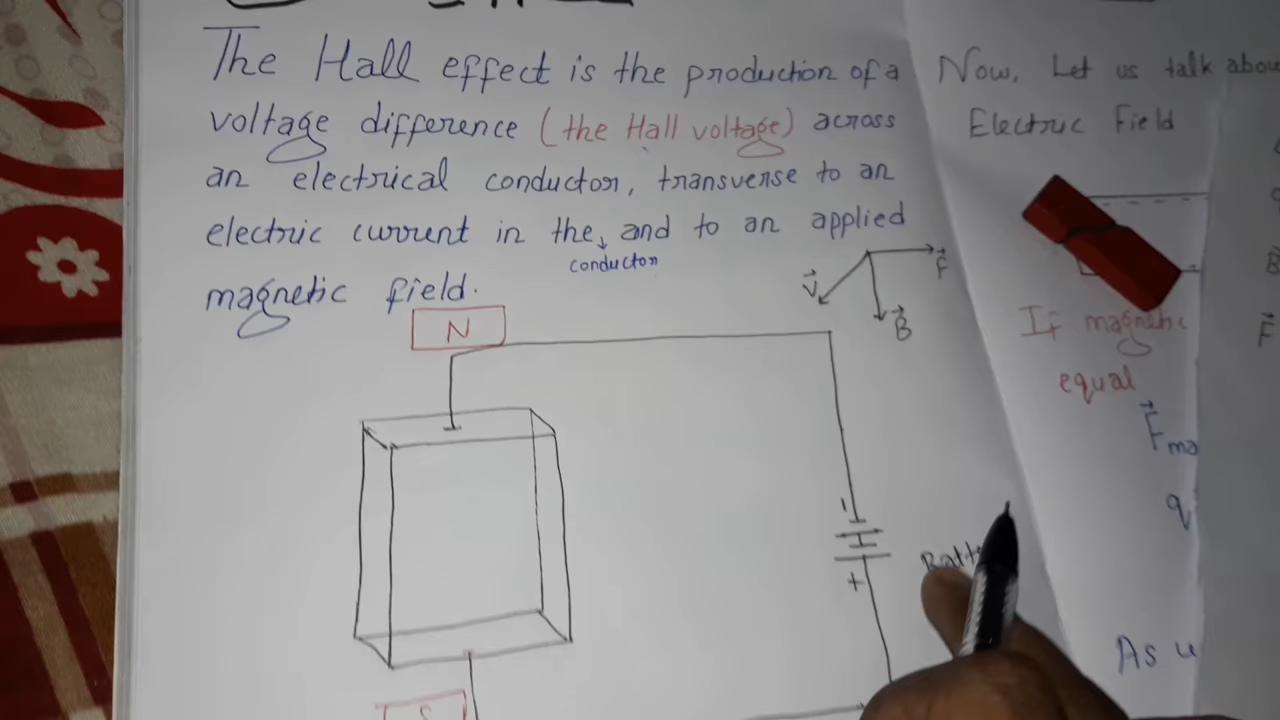 The Hall effect is the production of a
voltage difference (the Hall voltage) across
an electrical conductor, transverse to an
electric current in the, and to an applied
conductor
magnetic field.
N
V
F
B
-
+
S
Now, Let us talk
Electric Field
If magnetic
equal
F
q
As
B
F